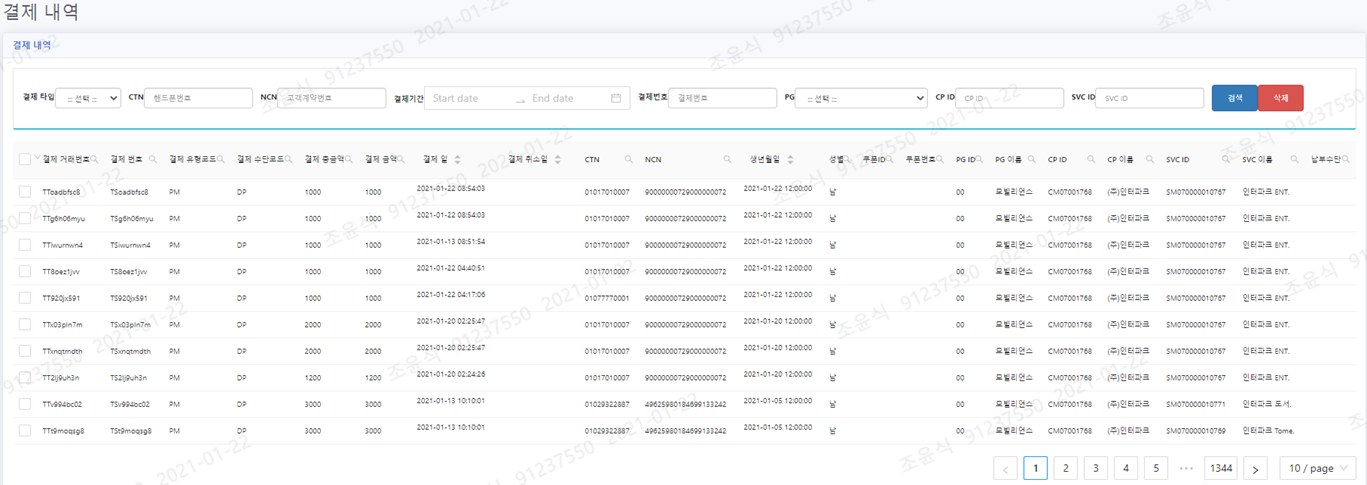 결제 내역
결제 내역
결제 타입 :: 선택 :: CTN 핸드폰번호 NCN 고객계약번호 결제기간 Start date → End date 결제번호 결제번호 PG :: 선택 :: CP ID CP ID SVC ID SVC ID 검색 삭제
결제 거래번호 결제 번호 결제 유형코드 결제 수단코드 결제 총금액 결제 금액 결제 일 결제 취소일 CTN NCN 생년월일 성별 쿠폰ID 쿠폰번호 PG ID PG 이름 CP ID CP 이름 SVC ID SVC 이름 납부수단
TToadbfsc8 TSoadbfsc8 PM DP 1000 1000 2021-01-22 08:54:03 01017010007 90000000729000000072 2021-01-22 12:00:00 남 00 모빌리언스 CM07001768 (주)인터파크 SM070000010767 인터파크 ENT.
TTg6h06myu TSg6h06myu PM DP 1000 1000 2021-01-22 08:54:03 01017010007 90000000729000000072 2021-01-22 12:00:00 남 00 모빌리언스 CM07001768 (주)인터파크 SM070000010767 인터파크 ENT.
TTiwurnwn4 TSiwurnwn4 PM DP 1000 1000 2021-01-13 08:51:54 01017010007 90000000729000000072 2021-01-22 12:00:00 남 00 모빌리언스 CM07001768 (주)인터파크 SM070000010767 인터파크 ENT.
TT8oez1jvv TS8oez1jvv PM DP 1000 1000 2021-01-22 04:40:51 01017010007 90000000729000000072 2021-01-22 12:00:00 남 00 모빌리언스 CM07001768 (주)인터파크 SM070000010767 인터파크 ENT.
TT920jx591 TS920jx591 PM DP 1000 1000 2021-01-22 04:17:06 01077770001 90000000729000000072 2021-01-22 12:00:00 남 00 모빌리언스 CM07001768 (주)인터파크 SM070000010767 인터파크 ENT.
TTx03pln7m TSx03pln7m PM DP 2000 2000 2021-01-20 02:25:47 01017010007 90000000729000000072 2021-01-20 12:00:00 남 00 모빌리언스 CM07001768 (주)인터파크 SM070000010767 인터파크 ENT.
TTxnqtmdth TSxnqtmdth PM DP 2000 2000 2021-01-20 02:25:47 01017010007 90000000729000000072 2021-01-20 12:00:00 남 00 모빌리언스 CM07001768 (주)인터파크 SM070000010767 인터파크 ENT.
TT2lj9uh3n TS2lj9uh3n PM DP 1200 1200 2021-01-20 02:24:26 01017010007 90000000729000000072 2021-01-20 12:00:00 남 00 모빌리언스 CM07001768 (주)인터파크 SM070000010767 인터파크 ENT.
TTv994bc02 TSv994bc02 PM DP 3000 3000 2021-01-13 10:10:01 01029322887 49625980184699133242 2021-01-05 12:00:00 남 00 모빌리언스 CM07001768 (주)인터파크 SM070000010771 인터파크 도서.
TTt9moqsg8 TSt9moqsg8 PM DP 3000 3000 2021-01-13 10:10:01 01029322887 49625980184699133242 2021-01-05 12:00:00 남 00 모빌리언스 CM07001768 (주)인터파크 SM070000010769 인터파크 Tome.
< 1 2 3 4 5 ••• 1344 > 10 / page
조윤식 91237550 2021-01-22